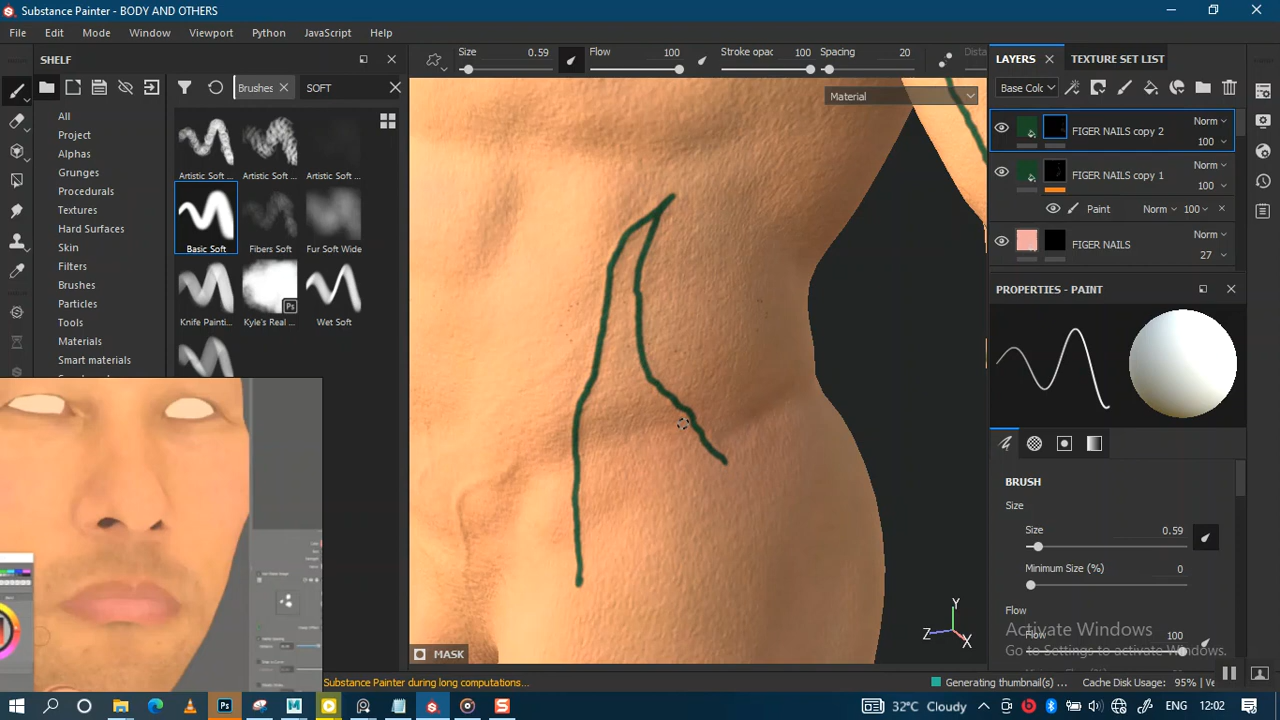 Substance Painter - BODY AND OTHERS
File Edit Mode Window Viewport Python JavaScript Help
SHELF
Brushes
SOFT
All
Project
Alphas
Grunges
Procedurals
Textures
Hard Surfaces
Skin
Filters
Brushes
Particles
Tools
Materials
Smart materials
Artistic Soft ...
Artistic Soft ...
Artistic Soft ...
Basic Soft
Fibers Soft
Fur Soft Wide
Knife Painti...
Kyle's Real ...
Ps
Wet Soft
Size 0.59
Flow 100
Stroke opac 100
Spacing 20
Dista
Material
MASK
Y
Z
X
LAYERS
TEXTURE SET LIST
Base Colo
Norm
FIGER NAILS copy 2
100
Norm
FIGER NAILS copy 1
100
Paint Norm 100
Norm
FIGER NAILS
27
PROPERTIES - PAINT
BRUSH
Size
Size 0.59
Minimum Size (%) 0
Flow
Flow 100
Activate Windows
Go to Settings to activate Windows.
Substance Painter during long computations...
Generating thumbnail(s) ...
Cache Disk Usage: 95% | Ve
Ps
32°C Cloudy
ENG
12:02